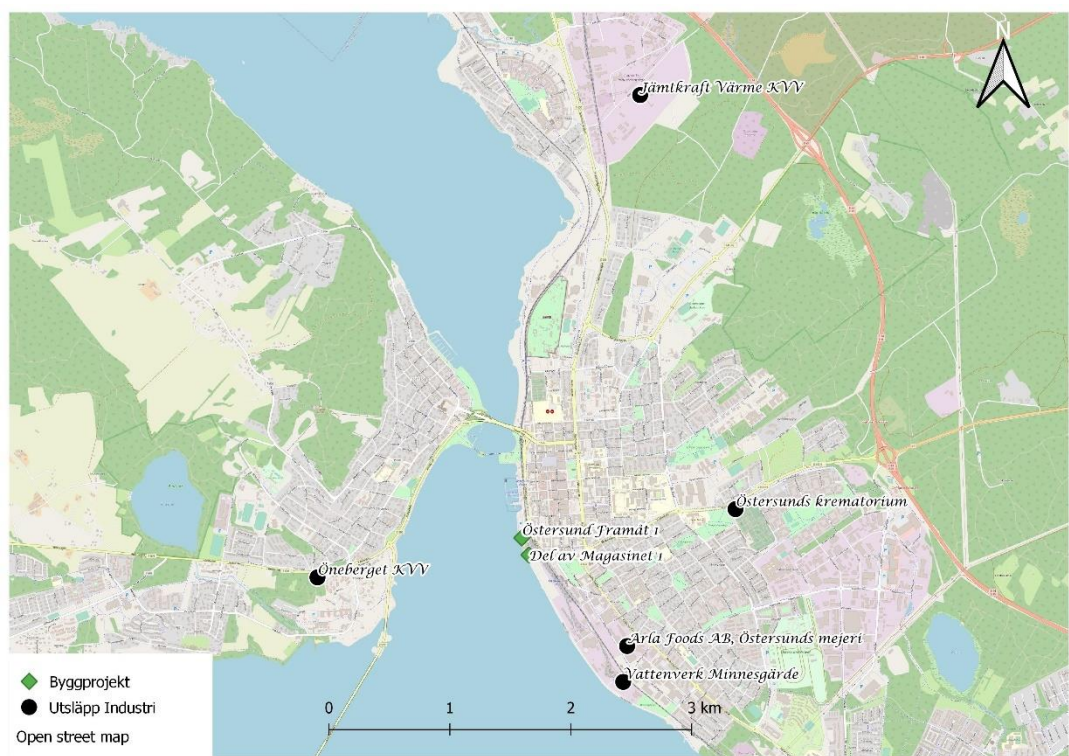 N
Jämtkraft Värme KVV
Östersunds krematorium
Östersund Framåt 1
Del av Magasinet 1
Öneberget KVV
Arla Foods AB, Östersunds mejeri
Vattenverk Minnesgärde
Byggprojekt
Utsläpp Industri
Open street map
0 1 2 3 km